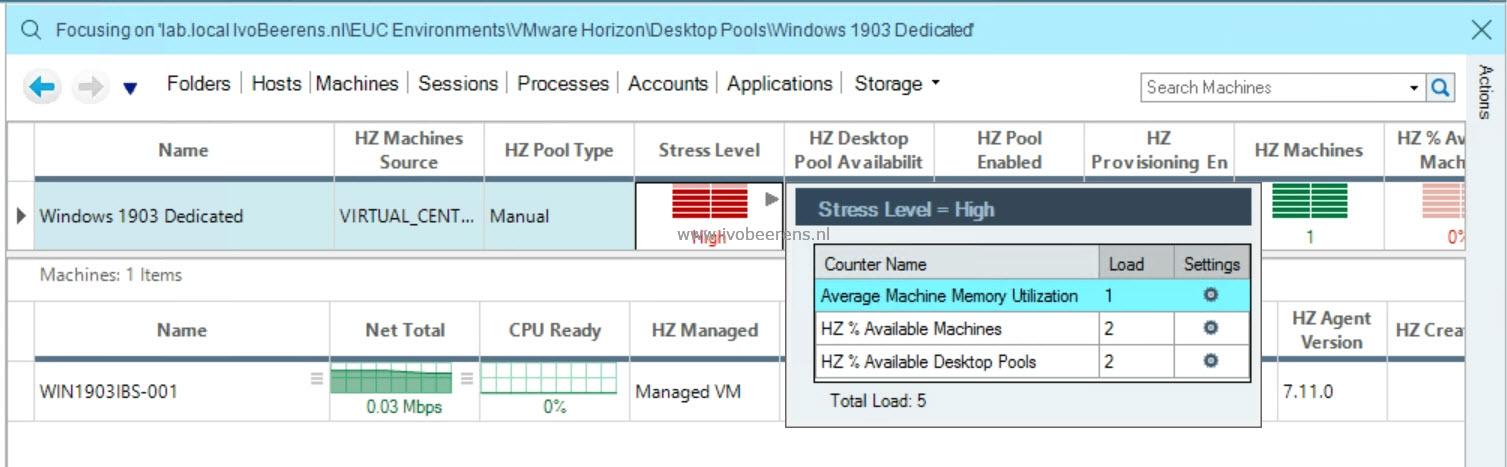 Focusing on 'lab.local IvoBeerens.nl\EUC Environments\VMware Horizon\Desktop Pools\Windows 1903 Dedicated'
Actions
Folders Hosts Machines Sessions Processes Accounts Applications Storage
Search Machines
Name HZ Machines Source HZ Pool Type Stress Level HZ Desktop Pool Availabilit HZ Pool Enabled HZ Provisioning En HZ Machines HZ % Av Mach
Windows 1903 Dedicated VIRTUAL_CENT... Manual High 1 0%
Stress Level = High
www.ivobeerens.nl
Counter Name Load Settings
Average Machine Memory Utilization 1
HZ % Available Machines 2
HZ % Available Desktop Pools 2
Total Load: 5
Machines: 1 Items
Name Net Total CPU Ready HZ Managed HZ Agent Version HZ Crea
WIN1903IBS-001 0.03 Mbps 0% Managed VM 7.11.0